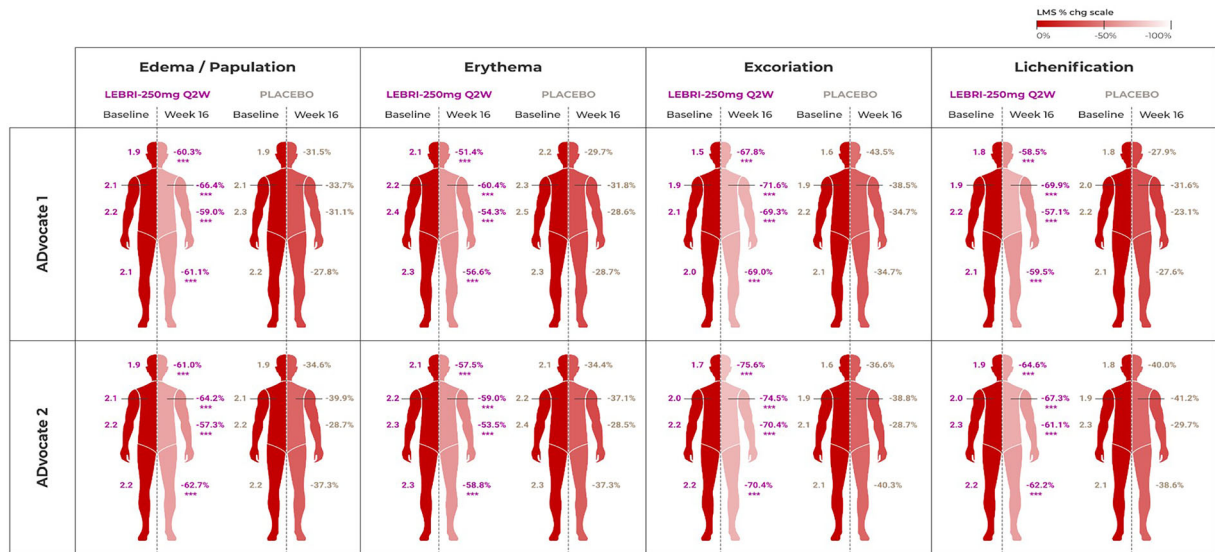 LMS % chg scale
0% -50% -100%
Edema / Papulation Erythema Excoriation Lichenification
LEBRI-250mg Q2W PLACEBO LEBRI-250mg Q2W PLACEBO LEBRI-250mg Q2W PLACEBO LEBRI-250mg Q2W PLACEBO
Baseline Week 16 Baseline Week 16 Baseline Week 16 Baseline Week 16 Baseline Week 16 Baseline Week 16 Baseline Week 16 Baseline Week 16
ADvocate 1
1.9 -60.3% 1.9 -31.5% 2.1 -51.4% 2.2 -29.7% 1.5 -67.8% 1.6 -43.5% 1.8 -58.5% 1.8 -27.9%
*** *** *** ***
2.1 -66.4% 2.1 -33.7% 2.2 -60.4% 2.3 -31.8% 1.9 -71.6% 1.9 -38.5% 1.9 -69.9% 2.0 -31.6%
*** *** *** ***
2.2 -59.0% 2.3 -31.1% 2.4 -54.3% 2.5 -28.6% 2.1 -69.3% 2.2 -34.7% 2.2 -57.1% 2.2 -23.1%
*** *** *** ***
2.1 -61.1% 2.2 -27.8% 2.3 -56.6% 2.3 -28.7% 2.0 -69.0% 2.1 -34.7% 2.1 -59.5% 2.1 -27.6%
*** *** *** ***
ADvocate 2
1.9 -61.0% 1.9 -34.6% 2.1 -57.5% 2.1 -34.4% 1.7 -75.6% 1.6 -36.6% 1.9 -64.6% 1.8 -40.0%
*** *** *** ***
2.1 -64.2% 2.1 -39.9% 2.2 -59.0% 2.2 -37.1% 2.0 -74.5% 1.9 -38.8% 2.0 -67.3% 1.9 -41.2%
*** *** *** ***
2.2 -57.3% 2.2 -28.7% 2.3 -53.5% 2.4 -28.5% 2.2 -70.4% 2.1 -28.7% 2.3 -61.1% 2.2 -29.7%
*** *** *** ***
2.2 -62.7% 2.2 -37.3% 2.3 -58.8% 2.3 -37.3% 2.2 -70.4% 2.1 -40.3% 2.2 -62.2% 2.1 -38.6%
*** *** *** ***